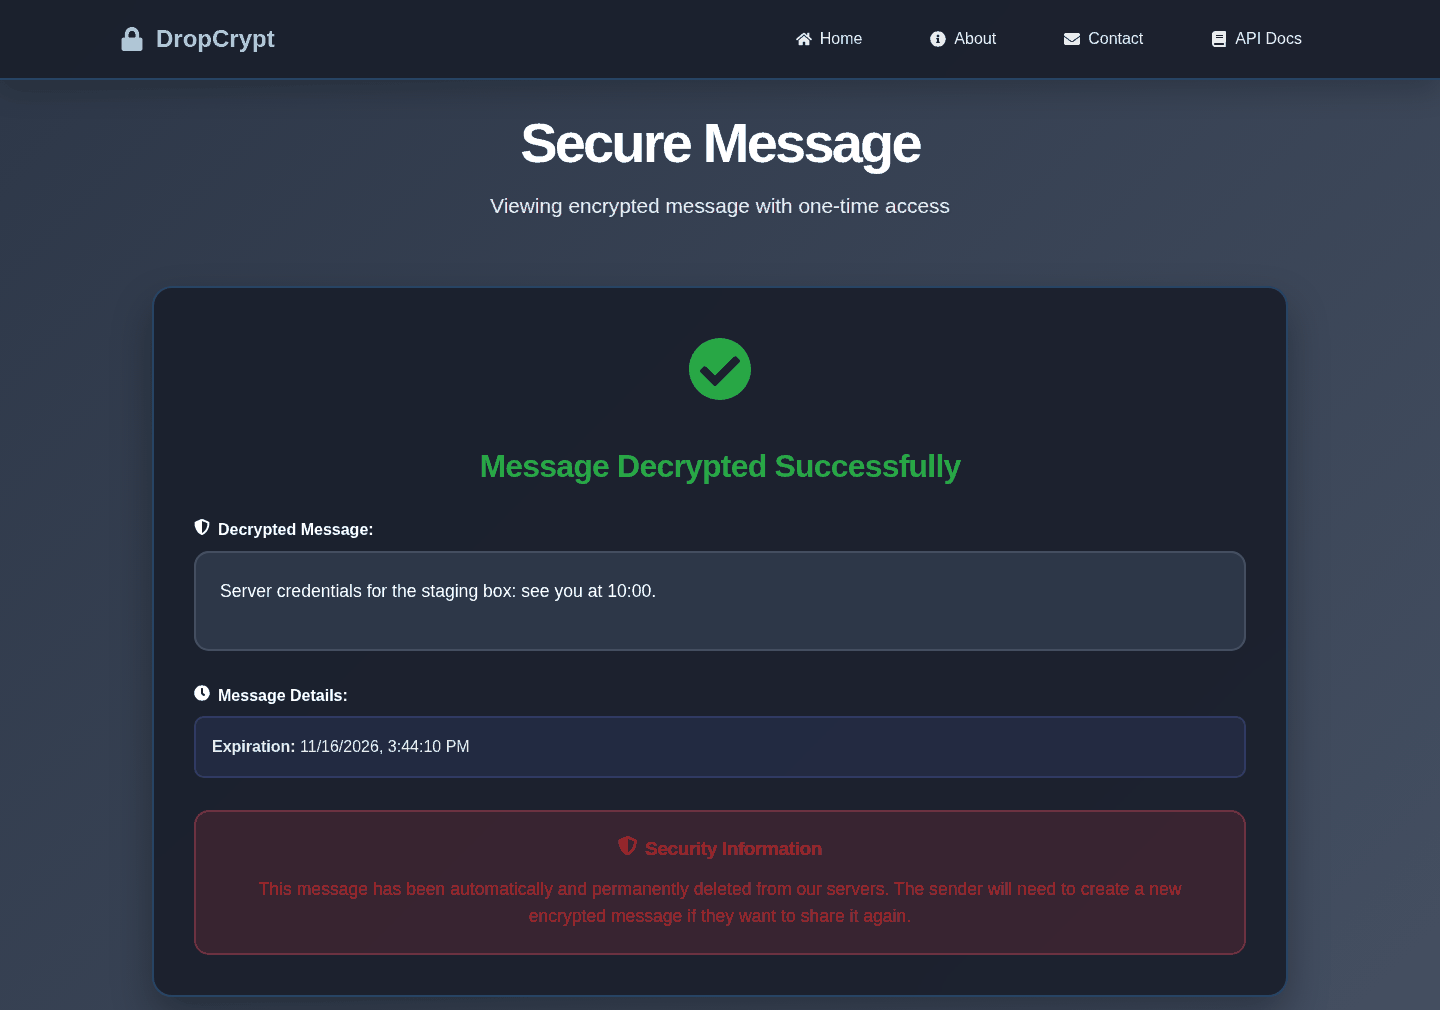 DropCrypt
Home
About
Contact
API Docs
Secure Message
Viewing encrypted message with one-time access
Message Decrypted Successfully
Decrypted Message:
Server credentials for the staging box: see you at 10:00.
Message Details:
Expiration: 11/16/2026, 3:44:10 PM
Security Information
This message has been automatically and permanently deleted from our servers. The sender will need to create a new
encrypted message if they want to share it again.